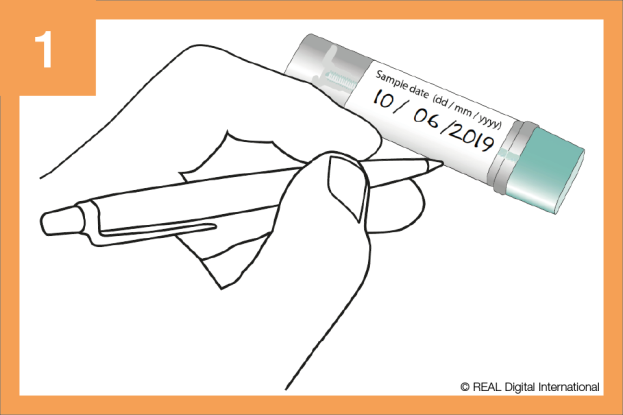 1
Sample date (dd / mm / yyyy)
10 / 06 / 2019
© REAL Digital International